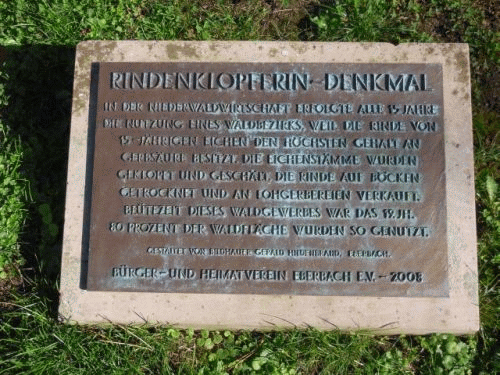 RINDENKLOPFERIN-DENKMAL
IN DER NIEDERWALDWIRTSCHAFT ERFOLGTE ALLE 15 JAHRE
DIE NUTZUNG EINES WALDBEZIRKS, WEIL DIE RINDE VON
15-JÄHRIGEN EICHEN DEN HÖCHSTEN GEHALT AN
GERBSÄURE BESITZT. DIE EICHENSTÄMME WURDEN
GEKLOPFT UND GESCHÄLT, DIE RINDE AUF BÖCKEN
GETROCKNET UND AN LOHGERBEREIEN VERKAUFT.
BLÜTEZEIT DIESES WALDGEWERBES WAR DAS 19. JH.
80 PROZENT DER WALDFLÄCHE WURDEN SO GENUTZT.
GESTALTET VON BILDHAUER GERALD HILDENBRAND, EBERBACH.
BÜRGER-UND HEIMATVEREIN EBERBACH E.V. - 2008